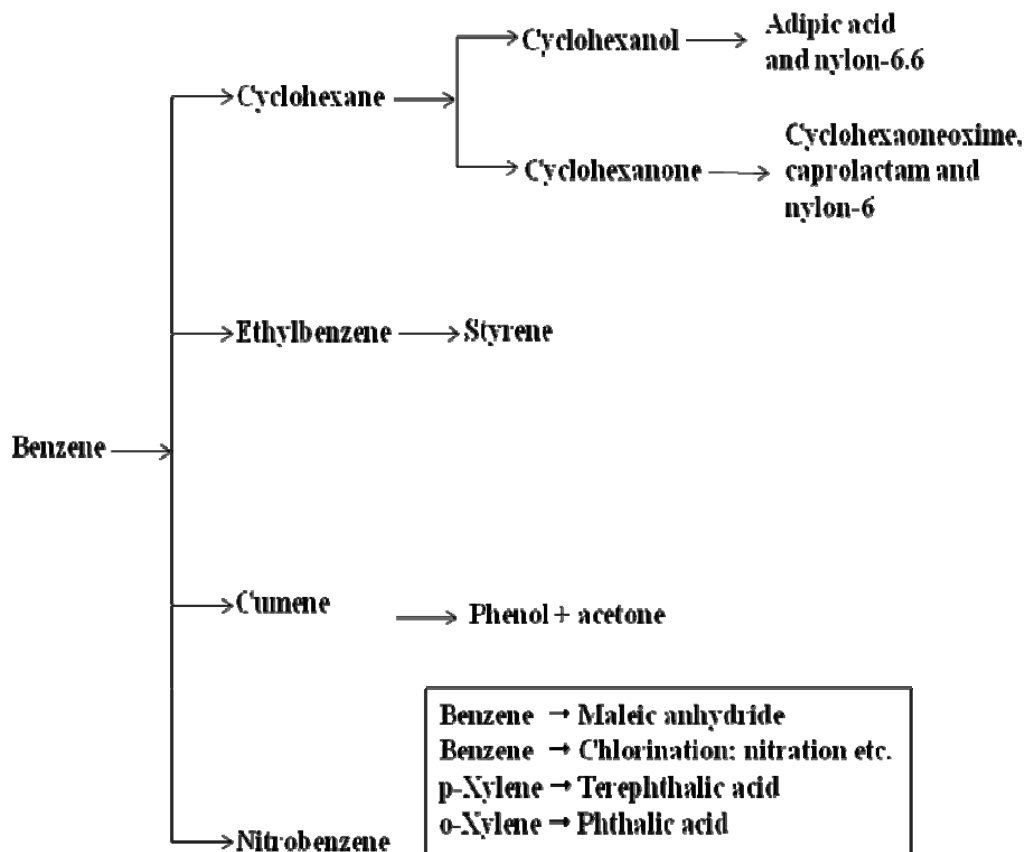 Cyclohexanol
Adipic acid
and nylon-6.6
Cyclohexane
Cyclohexanone
Cyclohexaoneoxime,
caprolactam and
nylon-6
Ethylbenzene
Styrene
Benzene
Cumene
Phenol + acetone
Benzene → Maleic anhydride
Benzene → Chlorination: nitration etc.
p-Xylene → Terephthalic acid
o-Xylene → Phthalic acid
Nitrobenzene